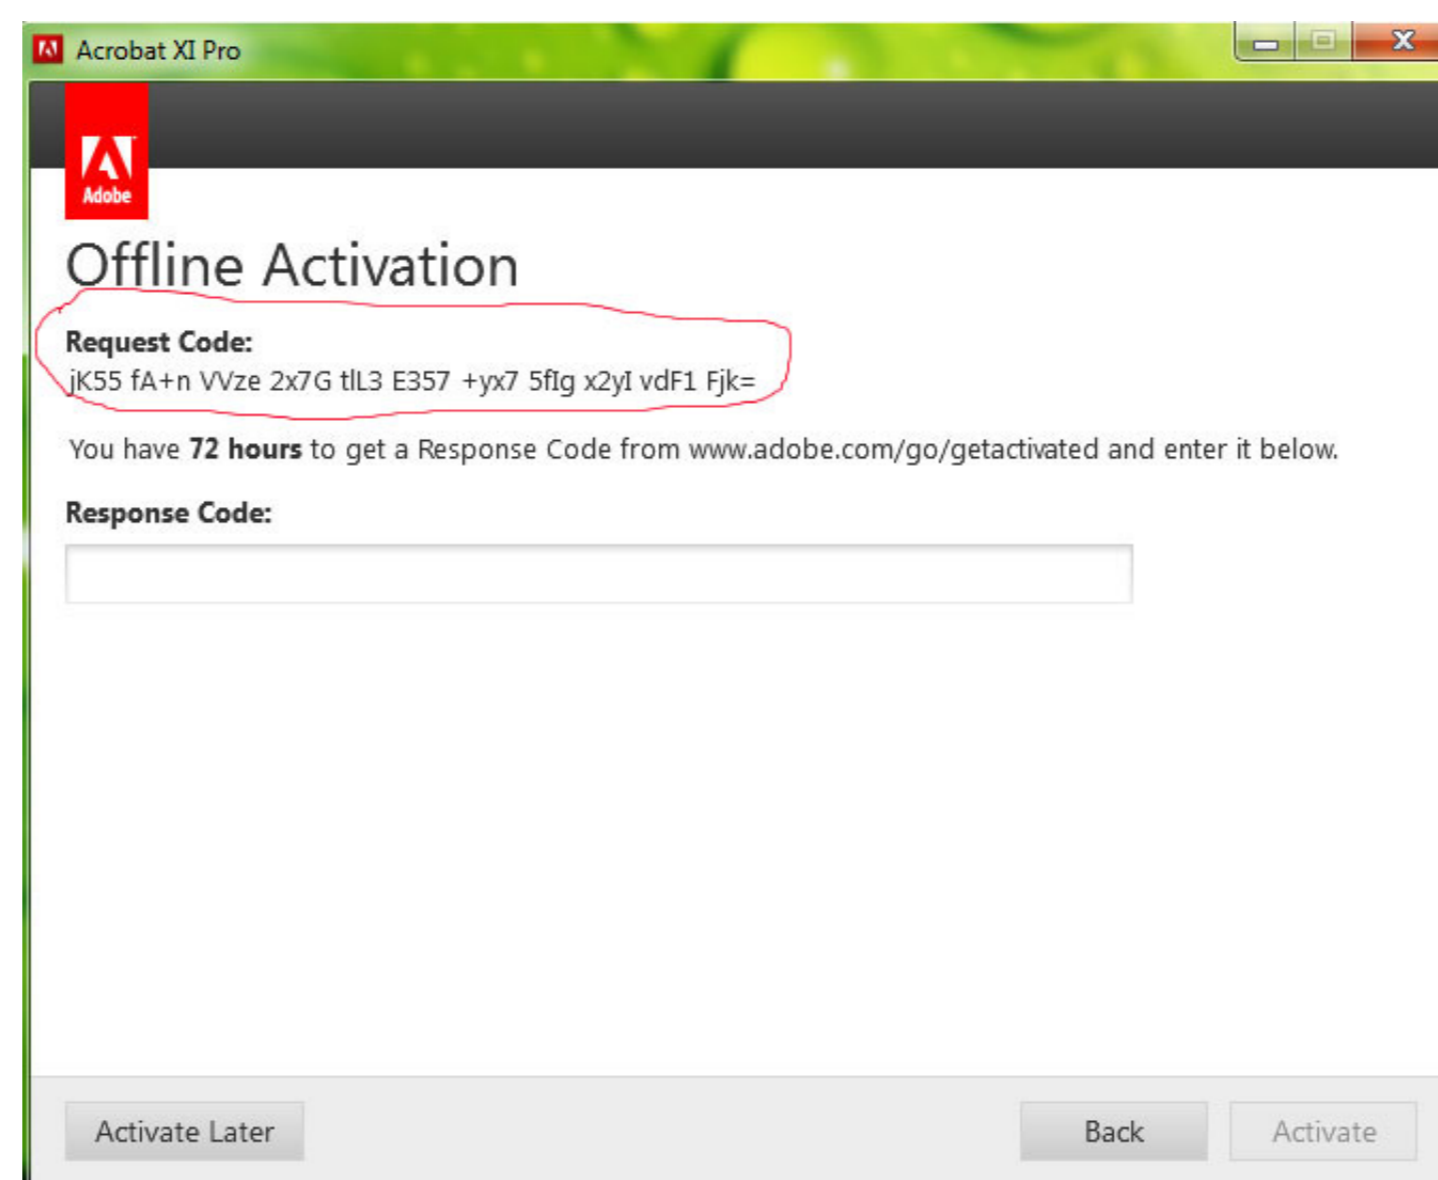 Acrobat XI Pro
Adobe
Offline Activation
Request Code:
jK55 fA+n VVze 2x7G tlL3 E357 +yx7 5fIg x2yI vdF1 Fjk=
You have 72 hours to get a Response Code from www.adobe.com/go/getactivated and enter it below.
Response Code:
Activate Later
Back
Activate